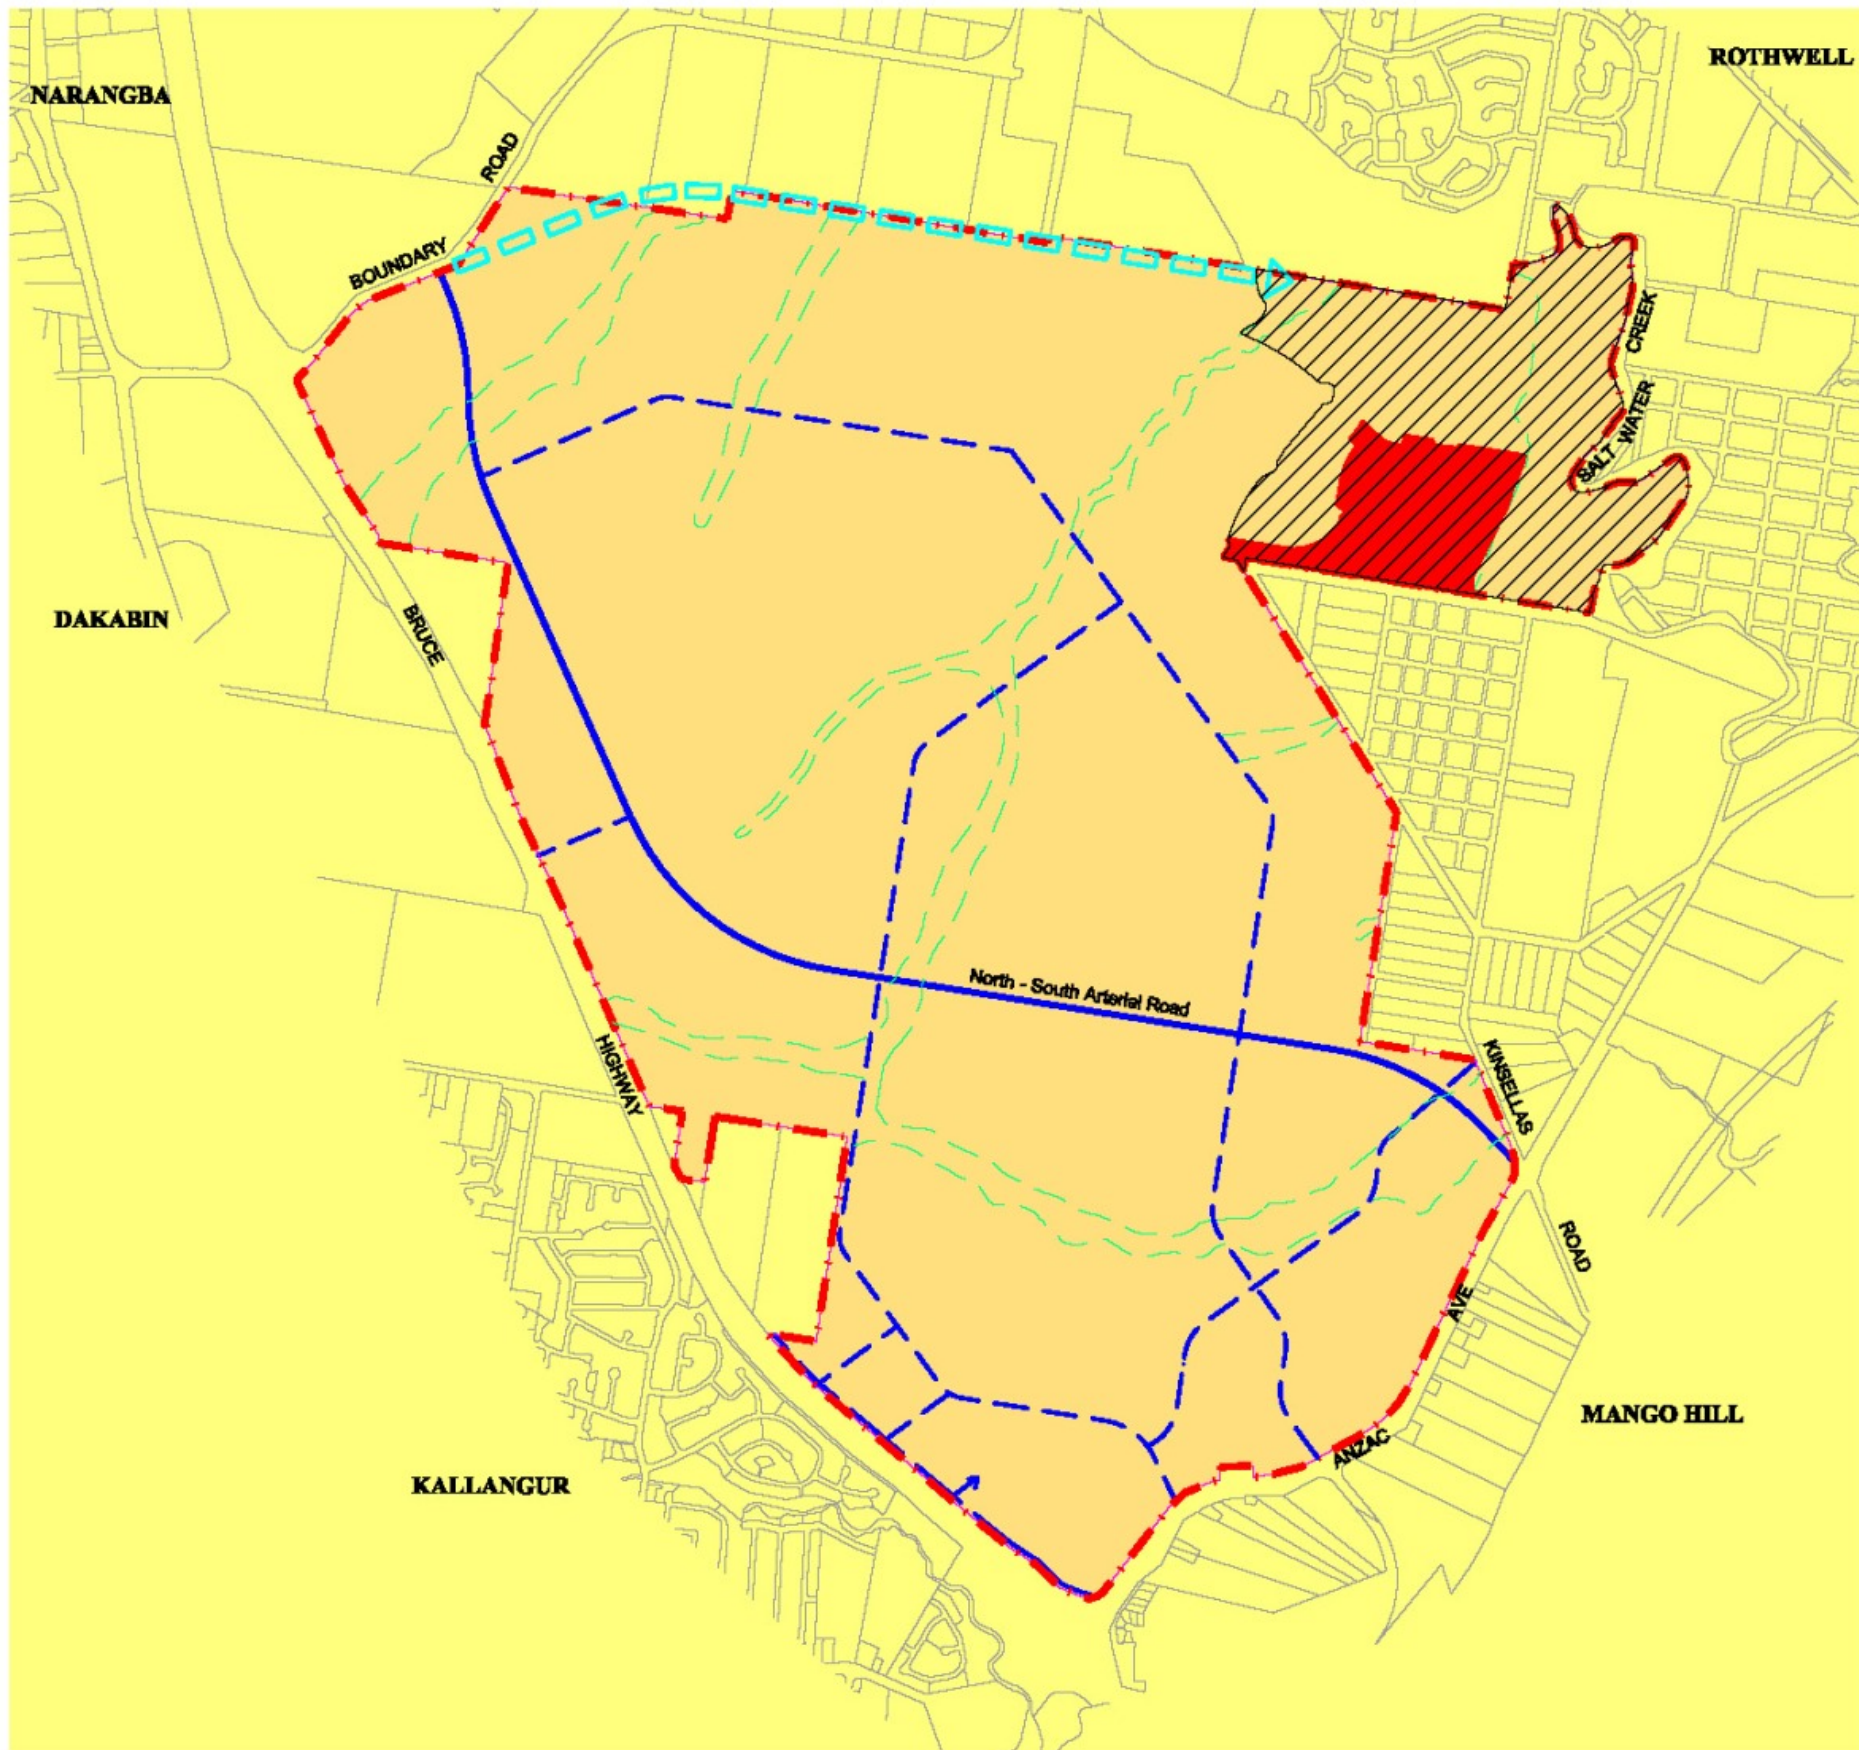 ROTHWELL
NARANGBA
ROAD
BOUNDARY
SALT WATER CREEK
DAKABIN
BRUCE
North - South Arterial Road
HIGHWAY
KINSELLAS
ROAD
AVE
ANZAC
MANGO HILL
KALLANGUR